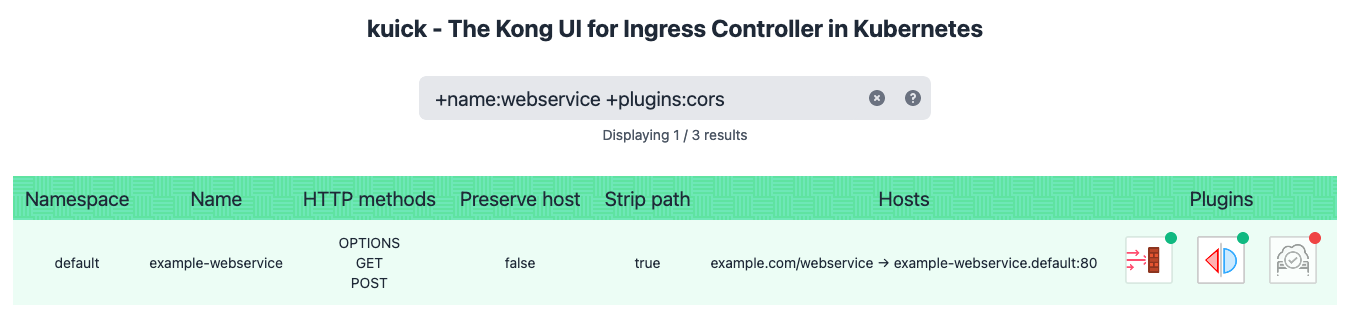 kuick - The Kong UI for Ingress Controller in Kubernetes
+name:webservice +plugins:cors
Displaying 1 / 3 results
Namespace Name HTTP methods Preserve host Strip path Hosts Plugins
default example-webservice OPTIONS GET POST false true example.com/webservice → example-webservice.default:80